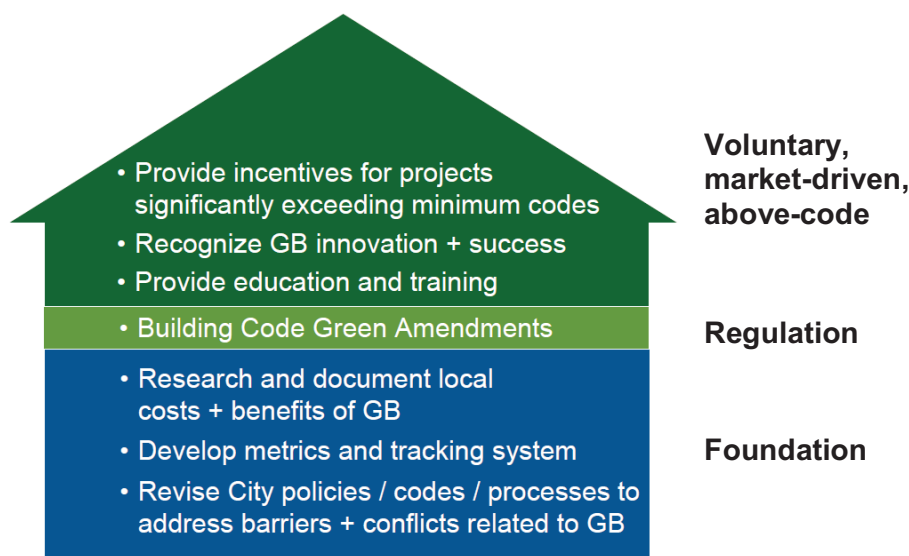 • Provide incentives for projects
significantly exceeding minimum codes
• Recognize GB innovation + success
• Provide education and training
Voluntary,
market-driven,
above-code
• Building Code Green Amendments
Regulation
• Research and document local
costs + benefits of GB
• Develop metrics and tracking system
• Revise City policies / codes / processes to
address barriers + conflicts related to GB
Foundation